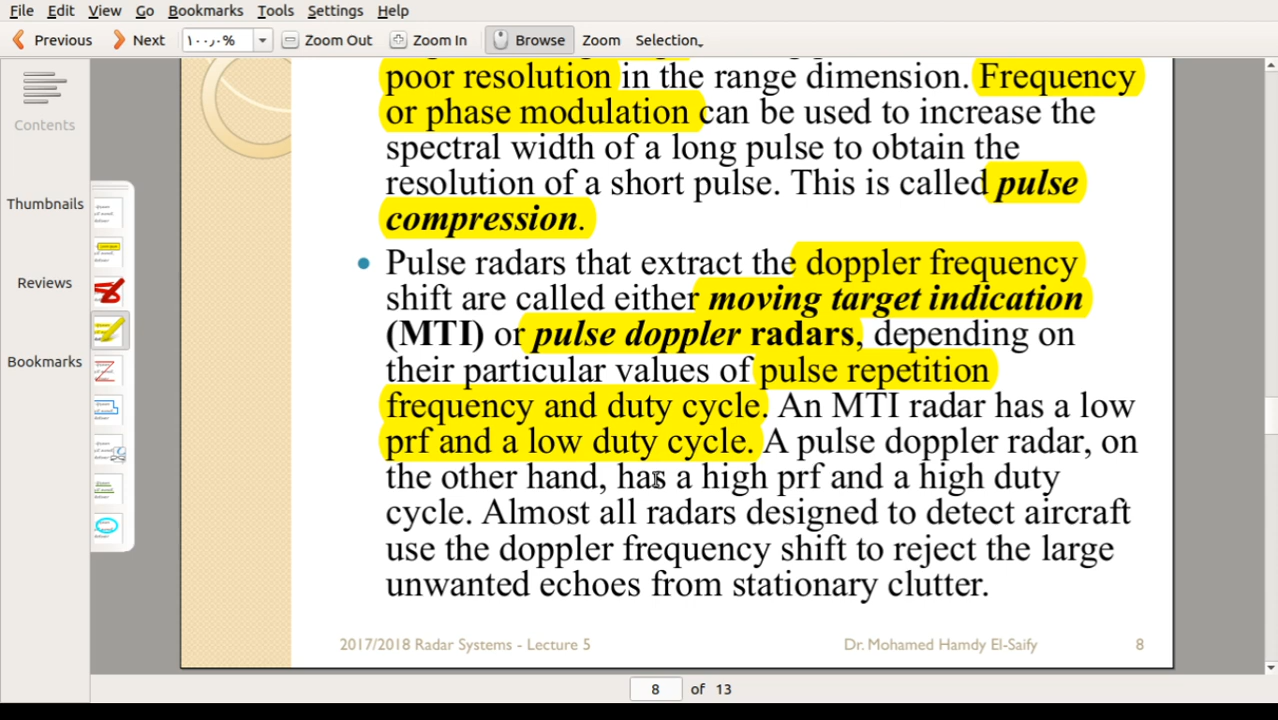 File Edit View Go Bookmarks Tools Settings Help
Previous Next ١٠٠٫٠% Zoom Out Zoom In Browse Zoom Selection
Contents
Thumbnails
Reviews
Bookmarks
poor resolution in the range dimension. Frequency
or phase modulation can be used to increase the
spectral width of a long pulse to obtain the
resolution of a short pulse. This is called pulse
compression.
• Pulse radars that extract the doppler frequency
shift are called either moving target indication
(MTI) or pulse doppler radars, depending on
their particular values of pulse repetition
frequency and duty cycle. An MTI radar has a low
prf and a low duty cycle. A pulse doppler radar, on
the other hand, has a high prf and a high duty
cycle. Almost all radars designed to detect aircraft
use the doppler frequency shift to reject the large
unwanted echoes from stationary clutter.
2017/2018 Radar Systems - Lecture 5 Dr. Mohamed Hamdy El-Saify 8
8 of 13